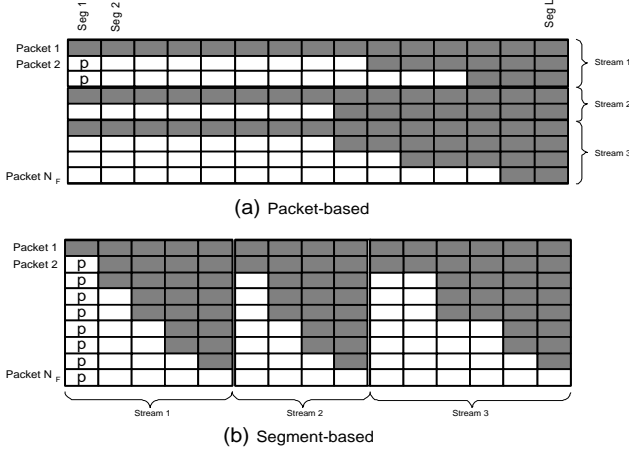 Seg 1
Seg 2
Seg L
Packet 1
Packet 2
p
p
Stream 1
Stream 2
Stream 3
Packet N F
(a) Packet-based
Packet 1
Packet 2
p
p
p
p
p
p
p
p
Packet N F
Stream 1
Stream 2
Stream 3
(b) Segment-based